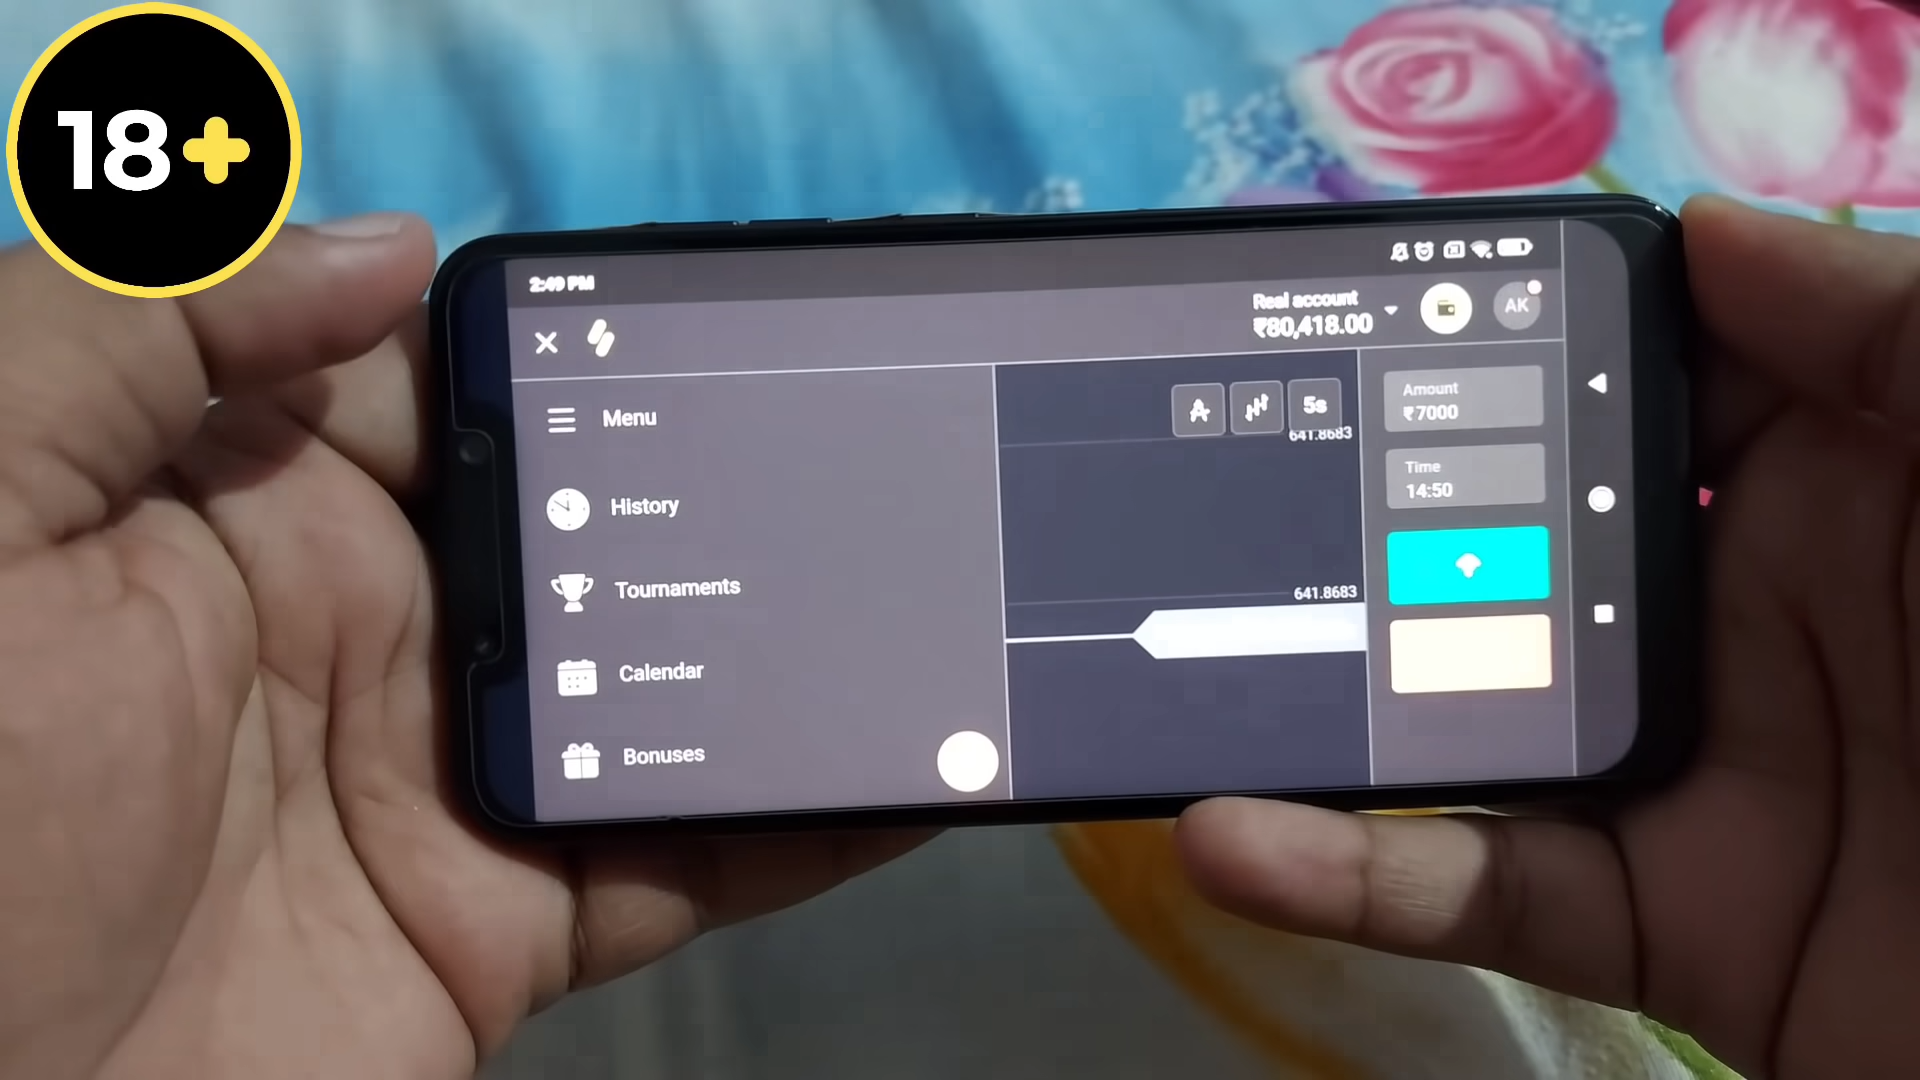 18+
2:49 PM
Real account
₹80,418.00
AK
Menu
History
Tournaments
Calendar
Bonuses
5s
641.8683
641.8683
Amount
₹7000
Time
14:50